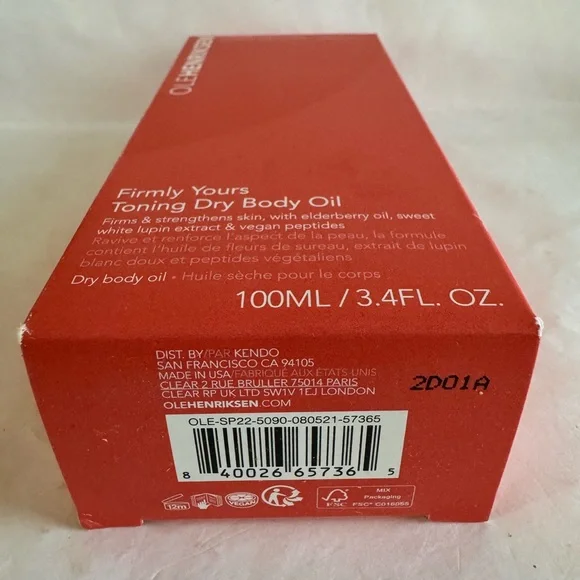 OLEHENRIKSEN
Firmly Yours
Toning Dry Body Oil
Firms & strengthens skin, with elderberry oil, sweet
white lupin extract & vegan peptides
Ravive et renforce l'aspect de la peau, la formule
contient l'huile de fleurs de sureau, extrait de lupin
blanc doux et peptides végétaliens
Dry body oil • Huile sèche pour le corps
100ML / 3.4FL. OZ.
DIST. BY/PAR KENDO
SAN FRANCISCO CA 94105
MADE IN USA/FABRIQUÉ AUX ÉTATS-UNIS
CLEAR 2 RUE BRULLER 75014 PARIS
CLEAR RP UK LTD SW1V 1EJ LONDON
OLEHENRIKSEN.COM
2D01A
OLE-SP22-5090-080521-57365
8 40026 65736 5
12m
VEGAN
FSC
MIX
Packaging